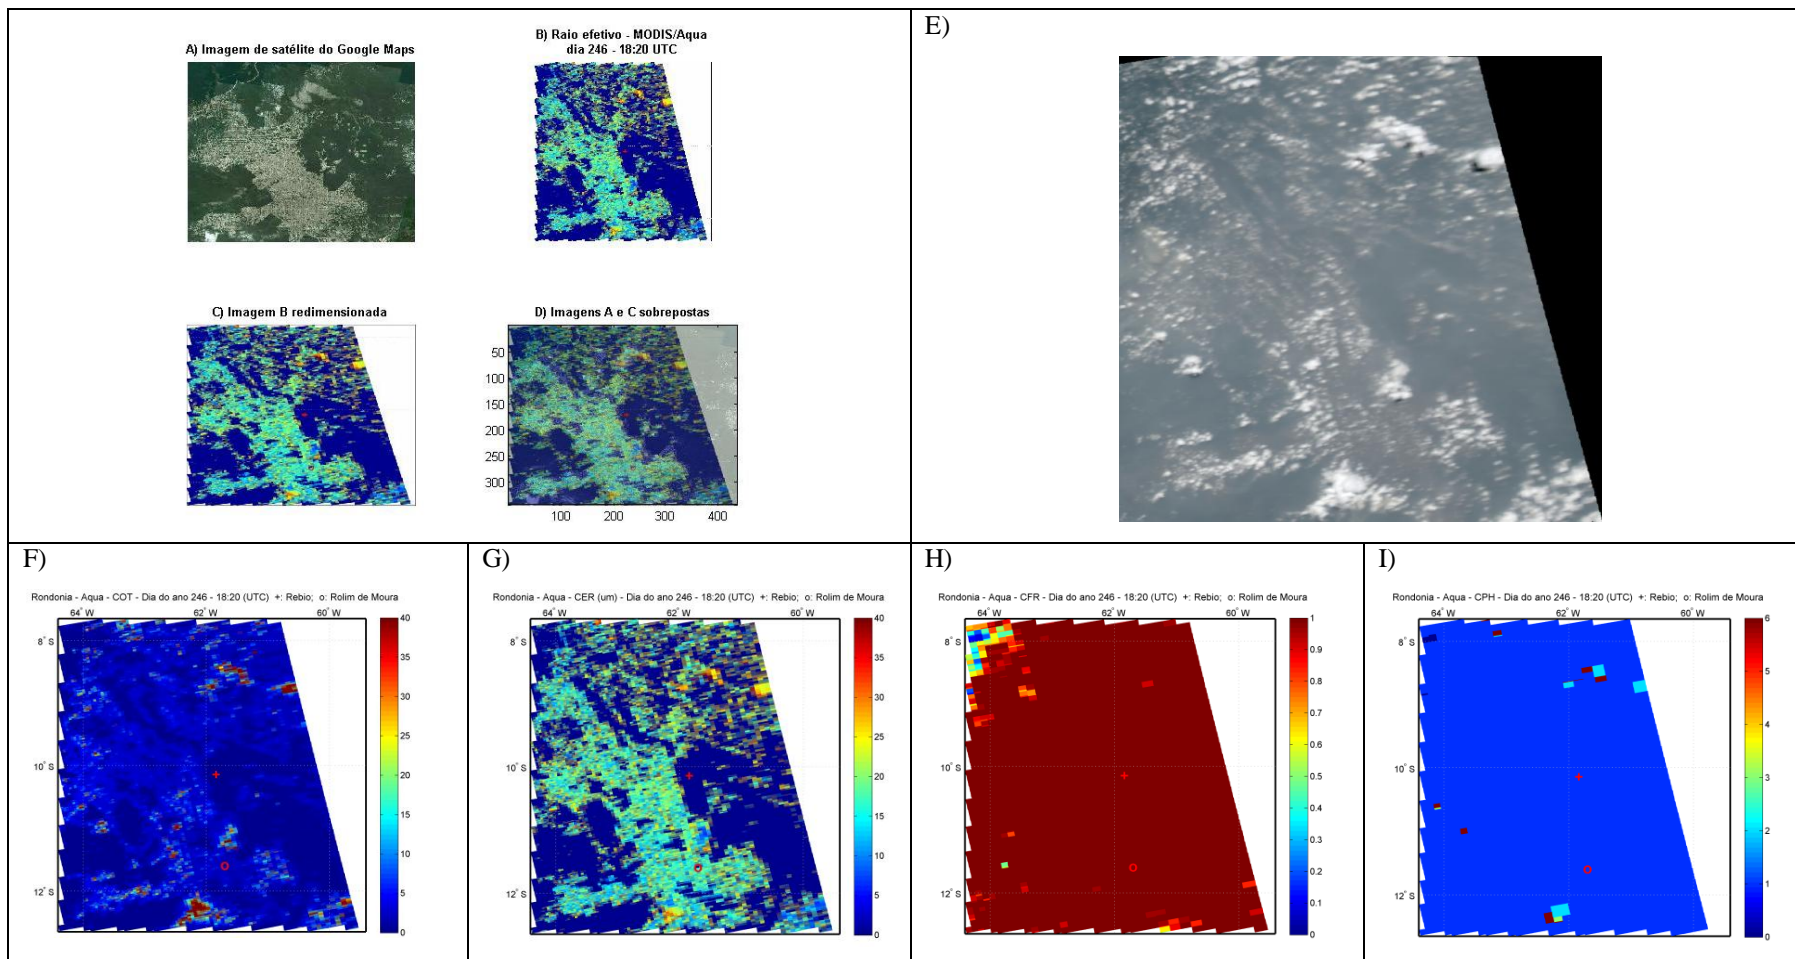 A) Imagem de satélite do Google Maps
B) Raio efetivo - MODIS/Aqua
dia 246 - 18:20 UTC
C) Imagem B redimensionada
D) Imagens A e C sobrepostas
50
100
150
200
250
300
100
200
300
400
E)
F)
Rondonia - Aqua - COT - Dia do ano 246 - 18:20 (UTC) +: Rebio; o: Rolim de Moura
64° W
62° W
60° W
8° S
10° S
12° S
40
35
30
25
20
15
10
5
0
G)
Rondonia - Aqua - CER (um) - Dia do ano 246 - 18:20 (UTC) +: Rebio; o: Rolim de Moura
64° W
62° W
60° W
8° S
10° S
12° S
40
35
30
25
20
15
10
5
0
H)
Rondonia - Aqua - CFR - Dia do ano 246 - 18:20 (UTC) +: Rebio; o: Rolim de Moura
64° W
62° W
60° W
8° S
10° S
12° S
1
0.9
0.8
0.7
0.6
0.5
0.4
0.3
0.2
0.1
0
I)
Rondonia - Aqua - CPH - Dia do ano 246 - 18:20 (UTC) +: Rebio; o: Rolim de Moura
64° W
62° W
60° W
8° S
10° S
12° S
6
5
4
3
2
1
0